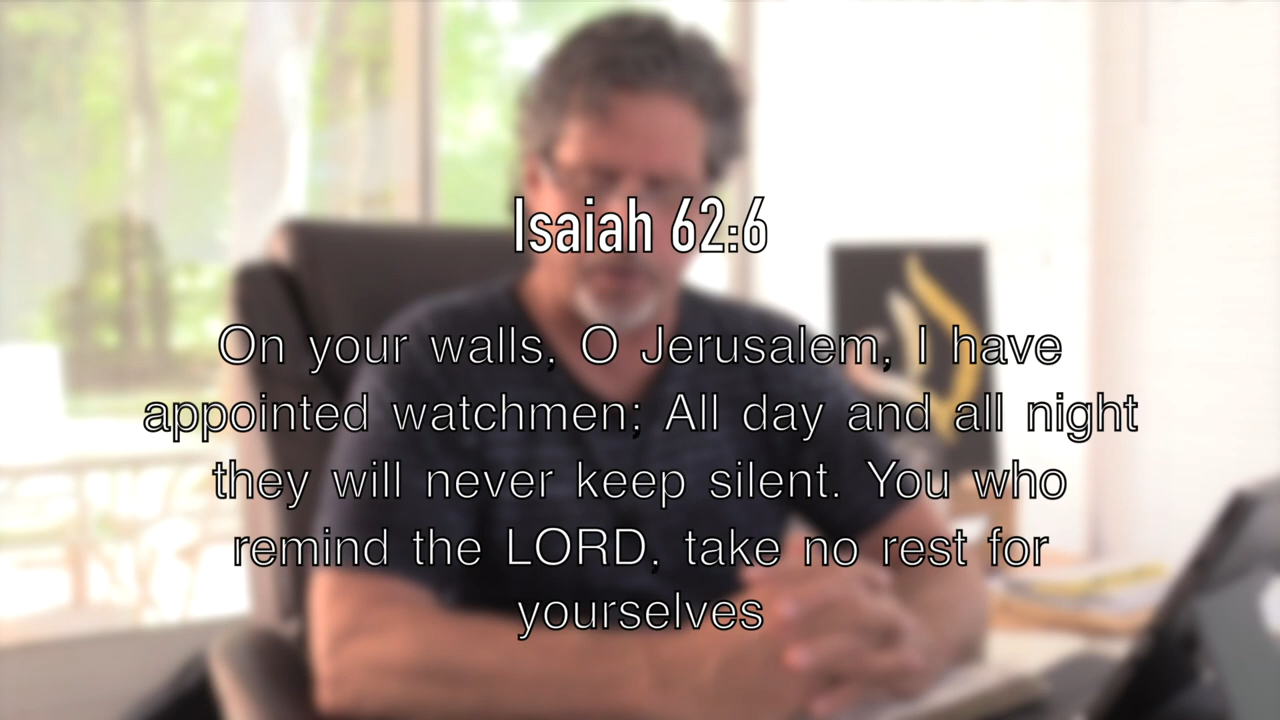 Isaiah 62:6
On your walls, O Jerusalem, I have
appointed watchmen; All day and all night
they will never keep silent. You who
remind the LORD, take no rest for
yourselves